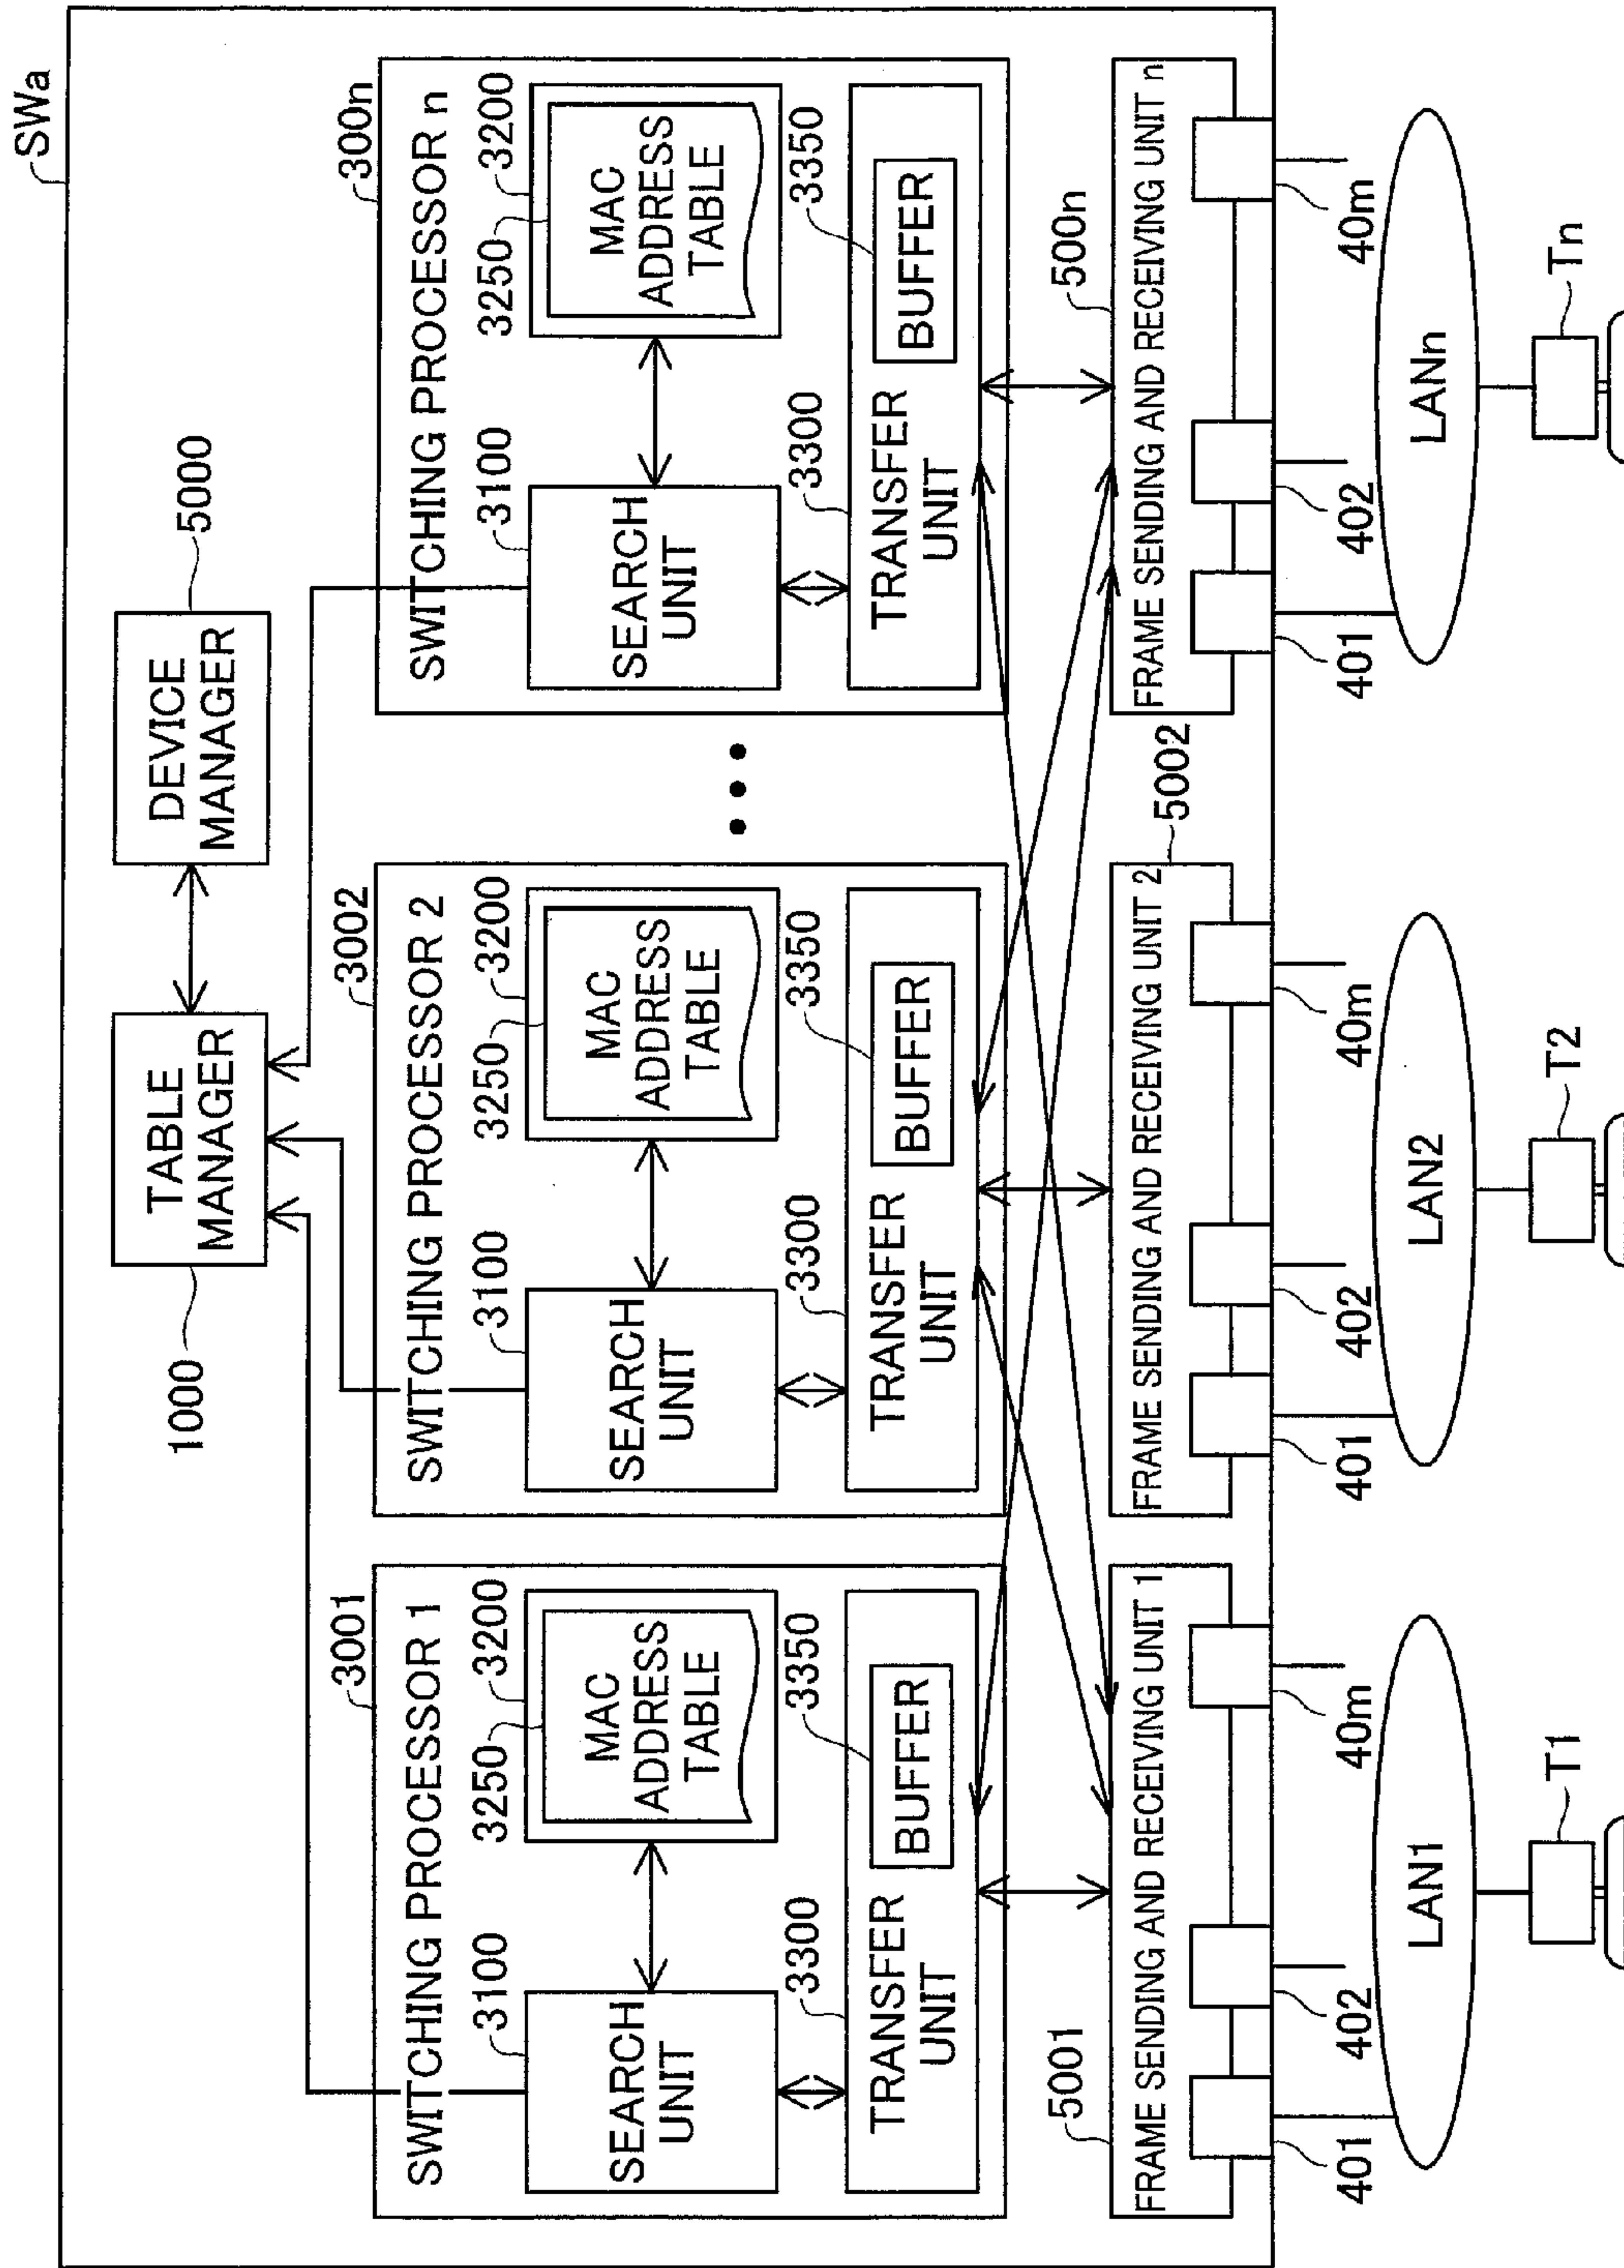 SWa
TABLE
MANAGER
1000
DEVICE
MANAGER
5000
3001
SWITCHING PROCESSOR 1
3100
SEARCH
UNIT
3250
3200
MAC
ADDRESS
TABLE
3300
TRANSFER
UNIT
3350
BUFFER
3002
SWITCHING PROCESSOR 2
3100
SEARCH
UNIT
3250
3200
MAC
ADDRESS
TABLE
3300
TRANSFER
UNIT
3350
BUFFER
300n
SWITCHING PROCESSOR n
3100
SEARCH
UNIT
3250
3200
MAC
ADDRESS
TABLE
3300
TRANSFER
UNIT
3350
BUFFER
5001
FRAME SENDING AND RECEIVING UNIT 1
401
402
40m
5002
FRAME SENDING AND RECEIVING UNIT 2
401
402
40m
500n
FRAME SENDING AND RECEIVING UNIT n
401
402
40m
LAN1
LAN2
LANn
T1
T2
Tn